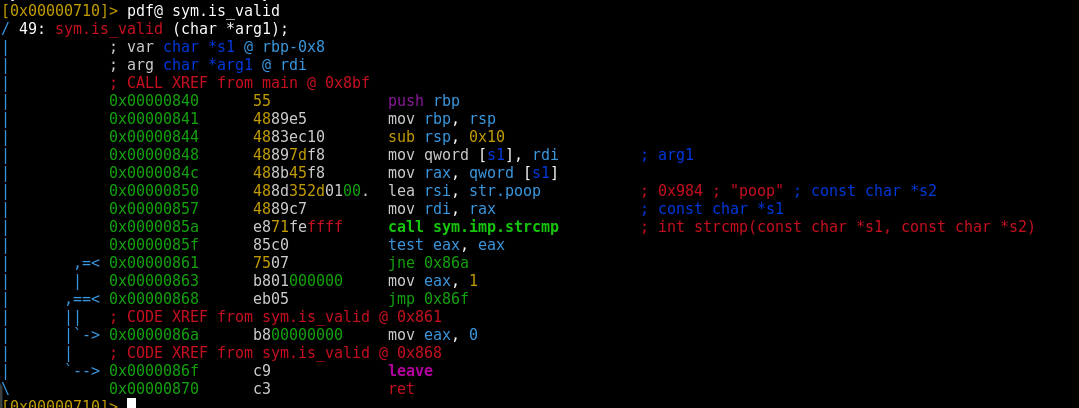 [0x00000710]> pdf@ sym.is_valid
/ 49: sym.is_valid (char *arg1);
|           ; var char *s1 @ rbp-0x8
|           ; arg char *arg1 @ rdi
|           ; CALL XREF from main @ 0x8bf
|           0x00000840      55             push rbp
|           0x00000841      4889e5         mov rbp, rsp
|           0x00000844      4883ec10       sub rsp, 0x10
|           0x00000848      48897df8       mov qword [s1], rdi         ; arg1
|           0x0000084c      488b45f8       mov rax, qword [s1]
|           0x00000850      488d352d0100.  lea rsi, str.poop           ; 0x984 ; "poop" ; const char *s2
|           0x00000857      4889c7         mov rdi, rax                ; const char *s1
|           0x0000085a      e871feffff     call sym.imp.strcmp         ; int strcmp(const char *s1, const char *s2)
|           0x0000085f      85c0           test eax, eax
|       ,=< 0x00000861      7507           jne 0x86a
|       |   0x00000863      b801000000     mov eax, 1
|      ,==< 0x00000868      eb05           jmp 0x86f
|      ||   ; CODE XREF from sym.is_valid @ 0x861
|      |`-> 0x0000086a      b800000000     mov eax, 0
|      |    ; CODE XREF from sym.is_valid @ 0x868
|      `--> 0x0000086f      c9             leave
\           0x00000870      c3             ret
[0x00000710]>